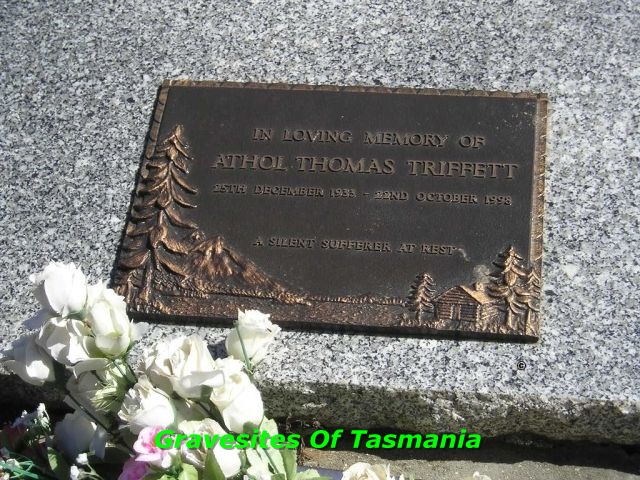 IN LOVING MEMORY OF
ATHOL THOMAS TRIFFETT
25TH DECEMBER 1933 - 22ND OCTOBER 1998
A SILENT SUFFERER AT REST
Gravesites Of Tasmania